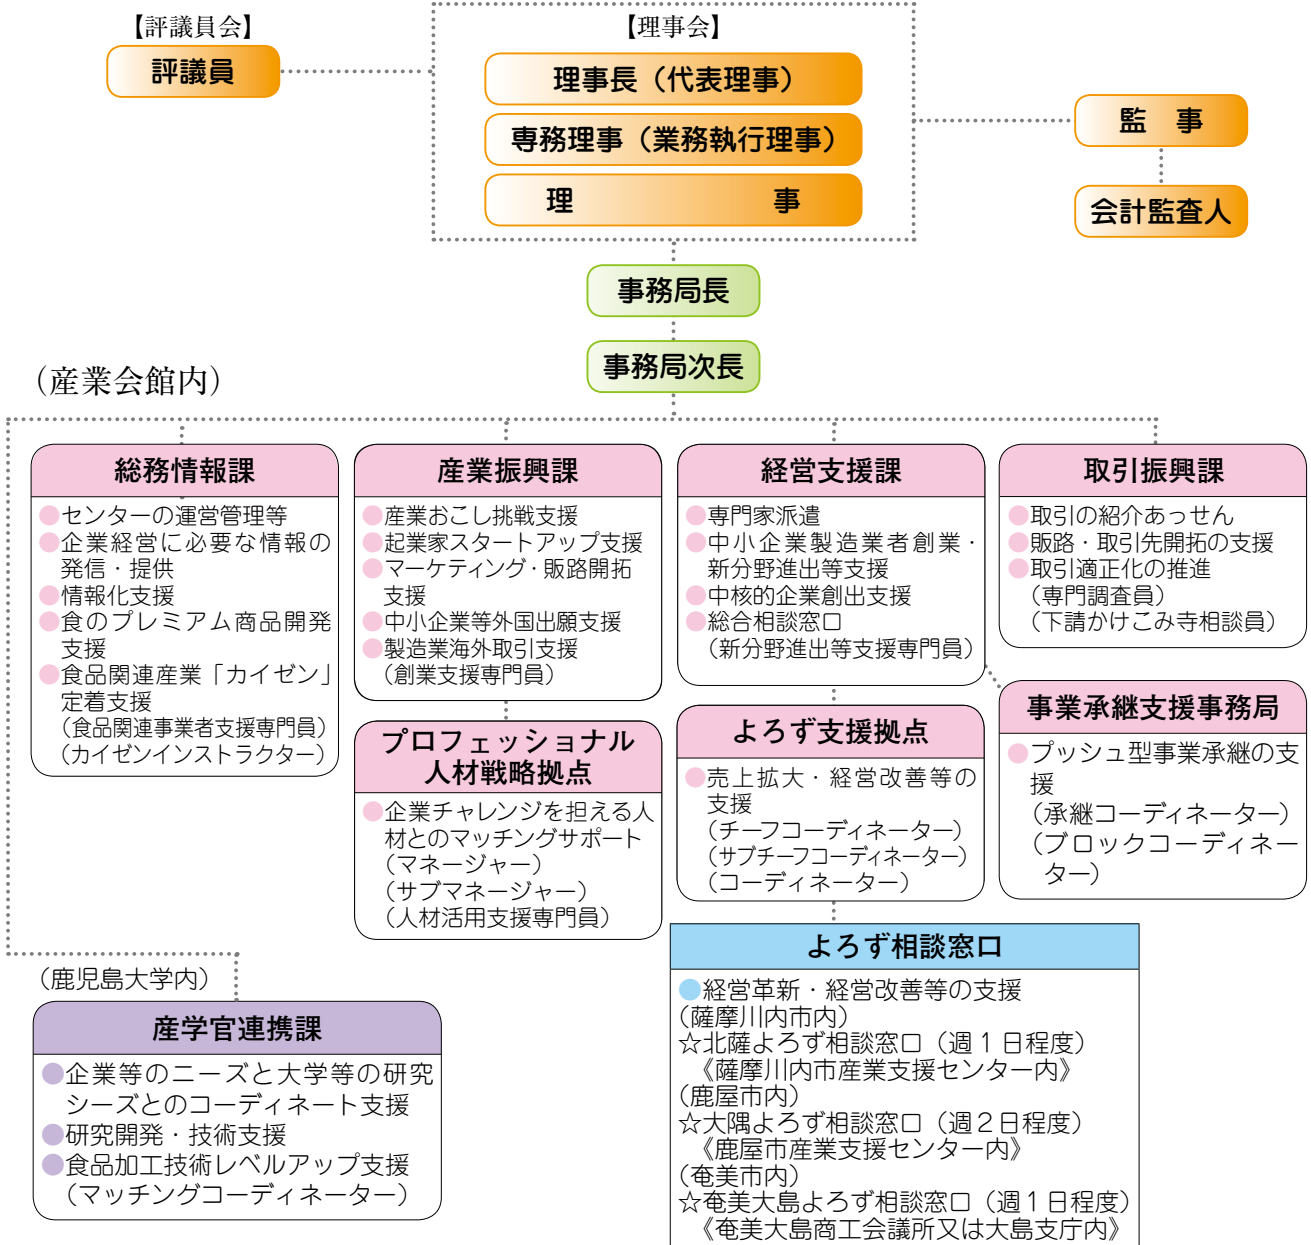 【評議員会】
評議員
【理事会】
理事長（代表理事）
専務理事（業務執行理事）
理　事
監　事
会計監査人
事務局長
事務局次長
（産業会館内）
総務情報課
●センターの運営管理等
●企業経営に必要な情報の
発信・提供
●情報化支援
●食のプレミアム商品開発
支援
●食品関連産業「カイゼン」
定着支援
（食品関連事業者支援専門員）
（カイゼンインストラクター）
産業振興課
●産業おこし挑戦支援
●起業家スタートアップ支援
●マーケティング・販路開拓
支援
●中小企業等外国出願支援
●製造業海外取引支援
（創業支援専門員）
プロフェッショナル
人材戦略拠点
●企業チャレンジを担える人
材とのマッチングサポート
（マネージャー）
（サブマネージャー）
（人材活用支援専門員）
経営支援課
●専門家派遣
●中小企業製造業者創業・
新分野進出等支援
●中核的企業創出支援
●総合相談窓口
（新分野進出等支援専門員）
よろず支援拠点
●売上拡大・経営改善等の
支援
（チーフコーディネーター）
（サブチーフコーディネーター）
（コーディネーター）
取引振興課
●取引の紹介あっせん
●販路・取引先開拓の支援
●取引適正化の推進
（専門調査員）
（下請かけこみ寺相談員）
事業承継支援事務局
●プッシュ型事業承継の支
援
（承継コーディネーター）
（ブロックコーディネー
ター）
よろず相談窓口
●経営革新・経営改善等の支援
（薩摩川内市内）
☆北薩よろず相談窓口（週１日程度）
《薩摩川内市産業支援センター内》
（鹿屋市内）
☆大隅よろず相談窓口（週２日程度）
《鹿屋市産業支援センター内》
（奄美市内）
☆奄美大島よろず相談窓口（週１日程度）
《奄美大島商工会議所又は大島支庁内》
（鹿児島大学内）
産学官連携課
●企業等のニーズと大学等の研究
シーズとのコーディネート支援
●研究開発・技術支援
●食品加工技術レベルアップ支援
（マッチングコーディネーター）